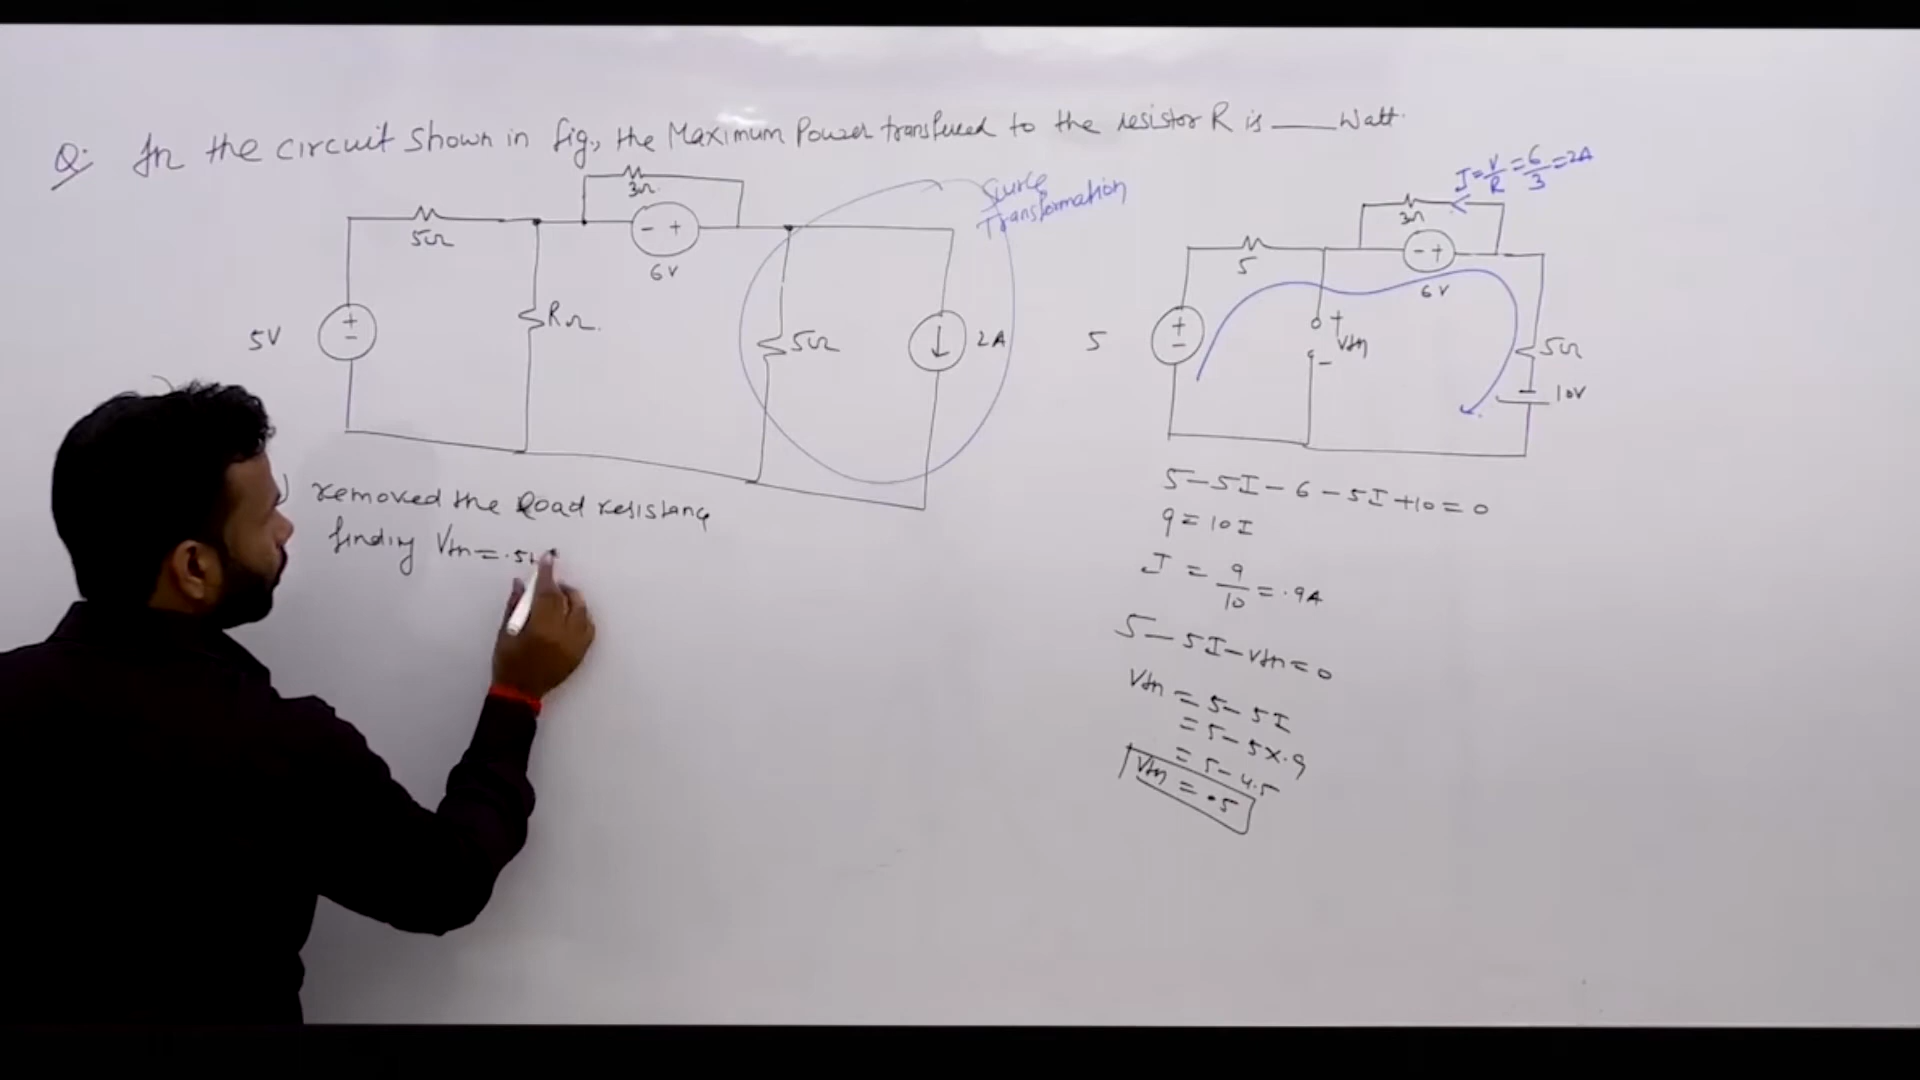 Q: In the circuit shown in fig., the Maximum Power transfered to the resistor R is ____ Watt.
3Ω
5Ω
- +
6V
RΩ.
+
-
5V
5Ω
2A
Source
Transformation
I = V/R = 6/3 = 2A
3Ω
5
- +
6V
+
Vth
-
5
+
-
5Ω
10V
removed the Load resistance
finding Vth = .5
5 - 5I - 6 - 5I + 10 = 0
9 = 10I
I = 9/10 = .9A
5 - 5I - Vth = 0
Vth = 5 - 5I
= 5 - 5 × .9
= 5 - 4.5
Vth = .5